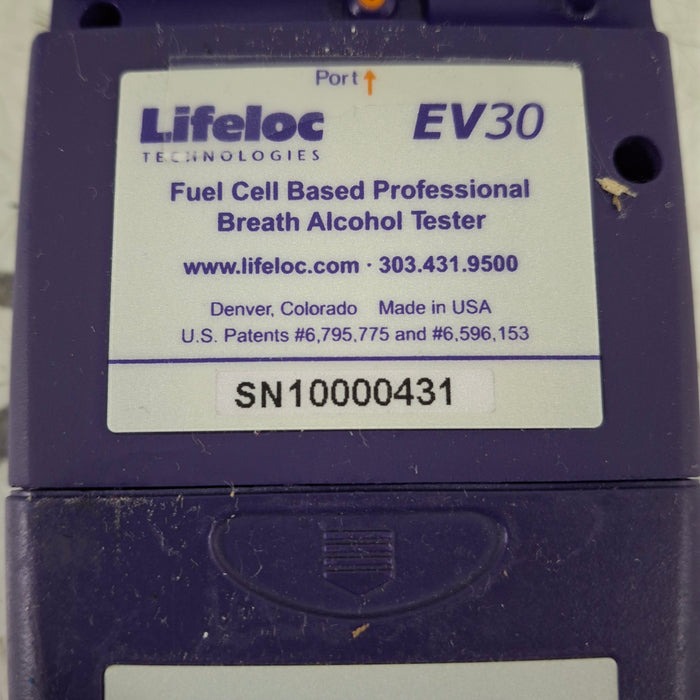 Port
Lifeloc EV30
TECHNOLOGIES
Fuel Cell Based Professional
Breath Alcohol Tester
www.lifeloc.com · 303.431.9500
Denver, Colorado Made in USA
U.S. Patents #6,795,775 and #6,596,153
SN10000431